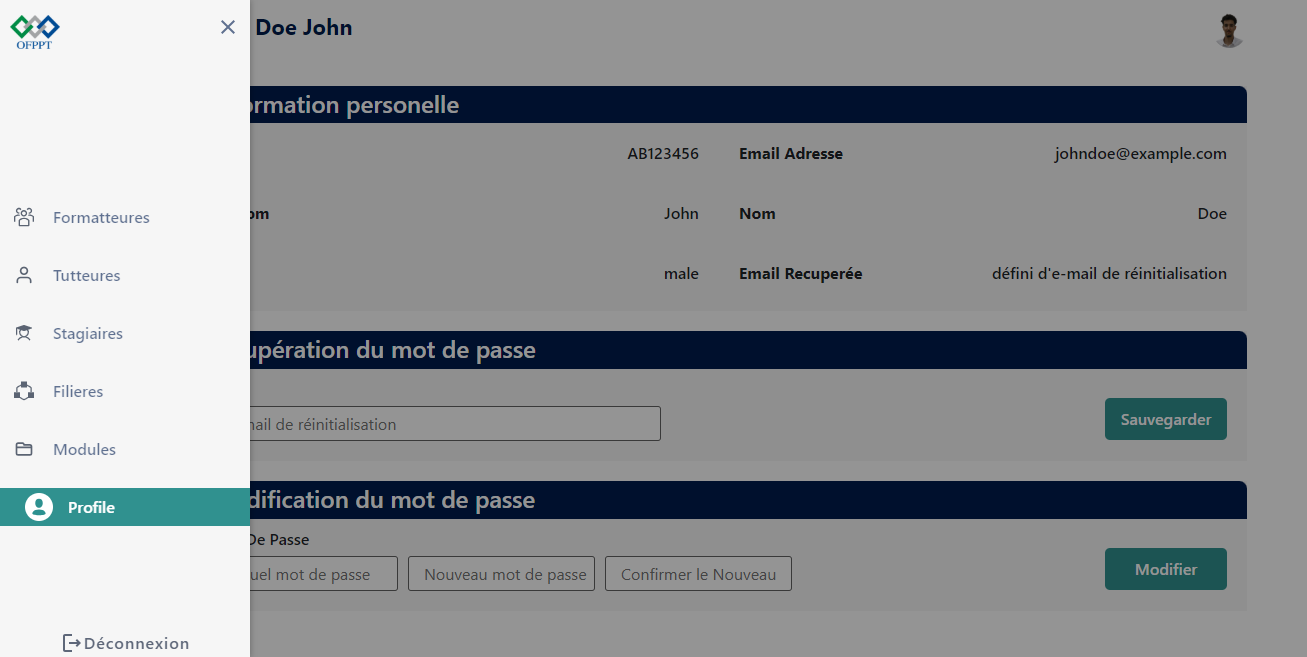 OFPPT
Formatteures
Tutteures
Stagiaires
Filieres
Modules
Profile
Déconnexion
Doe John
ormation personelle
AB123456
Email Adresse
johndoe@example.com
om
John
Nom
Doe
male
Email Recuperée
défini d'e-mail de réinitialisation
upération du mot de passe
nail de réinitialisation
Sauvegarder
dification du mot de passe
De Passe
uel mot de passe
Nouveau mot de passe
Confirmer le Nouveau
Modifier